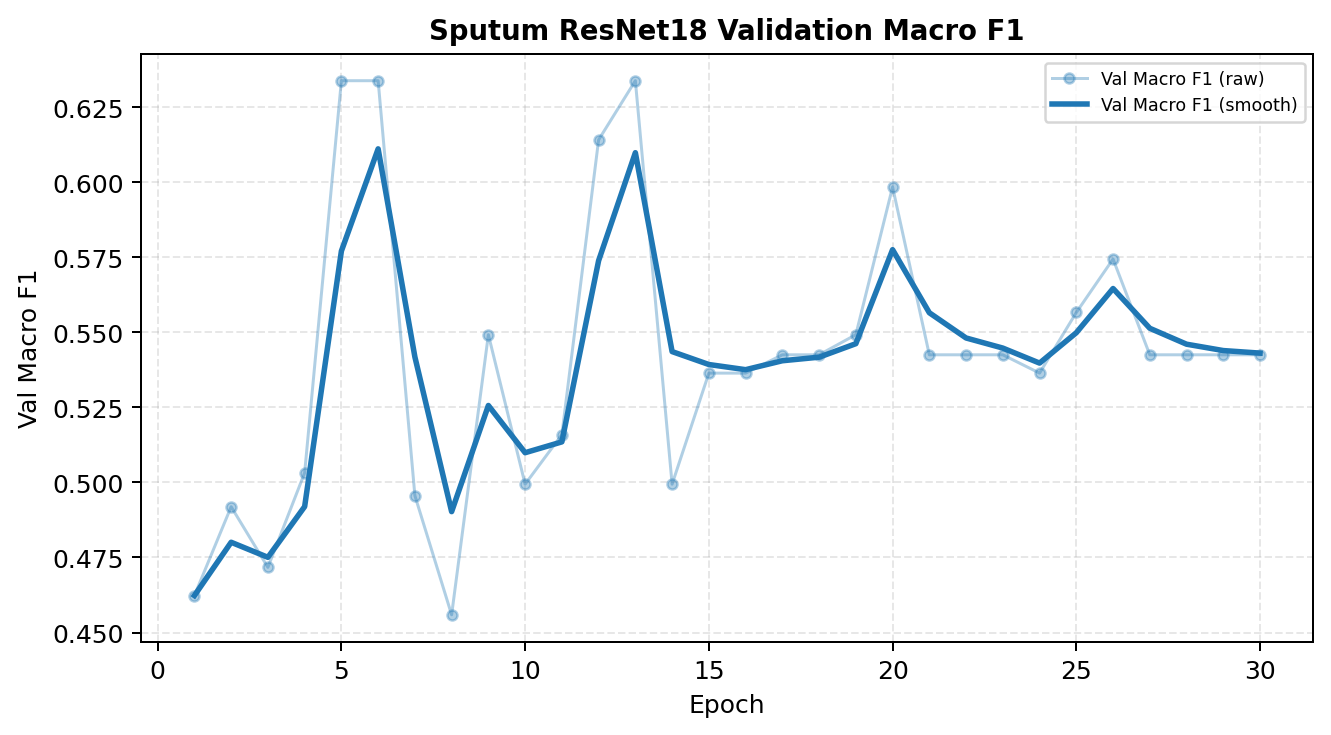 Sputum ResNet18 Validation Macro F1
Val Macro F1 (raw)
Val Macro F1 (smooth)
Val Macro F1
0.625
0.600
0.575
0.550
0.525
0.500
0.475
0.450
0 5 10 15 20 25 30
Epoch